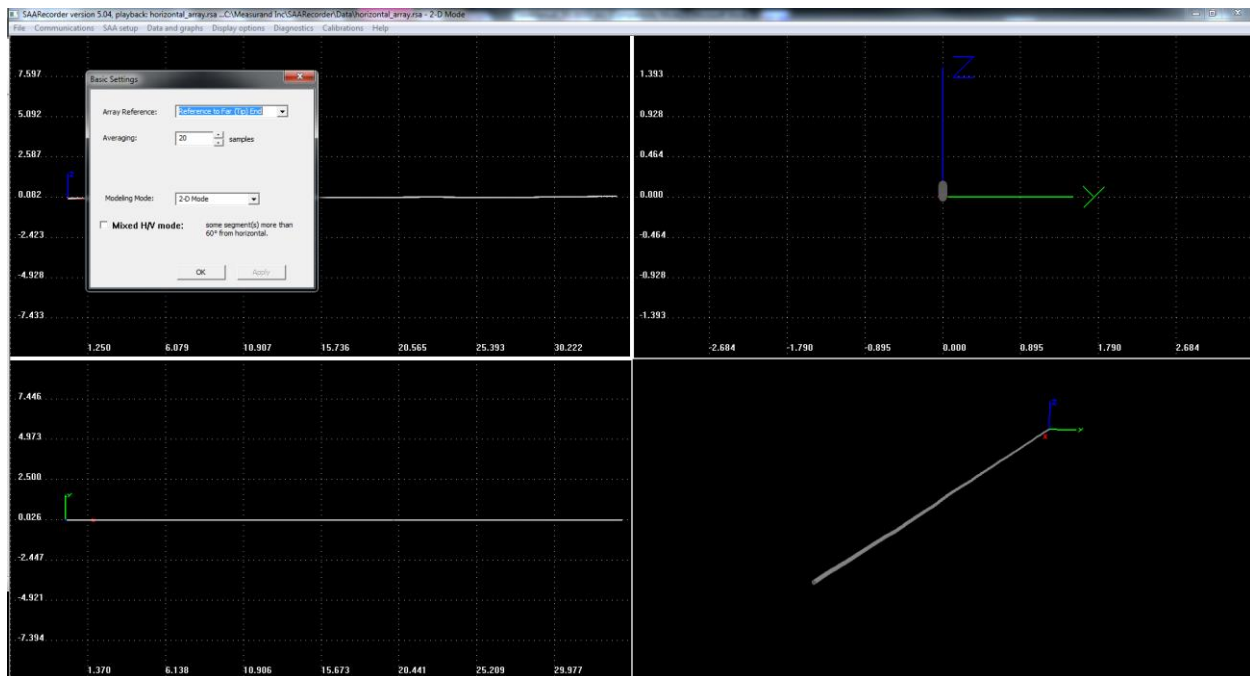 SAARecorder version 5.04, playback: horizontal_array.rsa ...C:\Measurand Inc\SAARecorder\Data\horizontal_array.rsa - 2-D Mode
File Communications SAA setup Data and graphs Display options Diagnostics Calibrations Help
Basic Settings
Array Reference: Reference to Far (Tip) End
Averaging: 20 samples
Modeling Mode: 2-D Mode
Mixed H/V mode: some segment(s) more than
60° from horizontal.
OK Apply
7.597
5.092
2.587
0.082
-2.423
-4.928
-7.433
1.250 6.079 10.907 15.736 20.565 25.393 30.222
1.393
0.928
0.464
0.000
-0.464
-0.928
-1.393
Z
Y
-2.684 -1.790 -0.895 0.000 0.895 1.790 2.684
7.446
4.973
2.500
0.026
-2.447
-4.921
-7.394
1.370 6.138 10.906 15.673 20.441 25.209 29.977